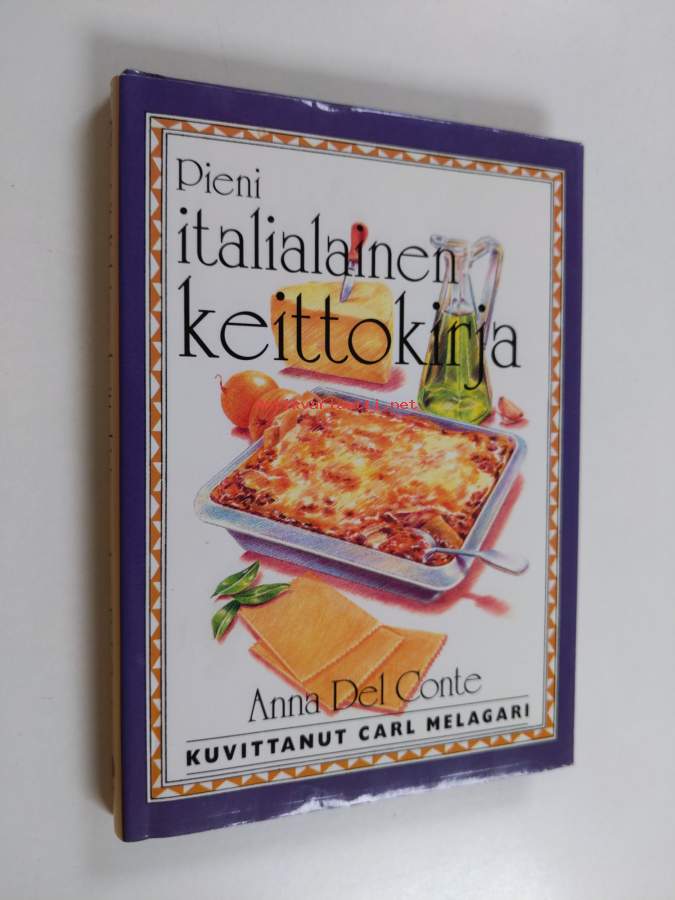 Pieni
italialainen
keittokirja
Anna Del Conte
KUVITTANUT CARL MELAGARI